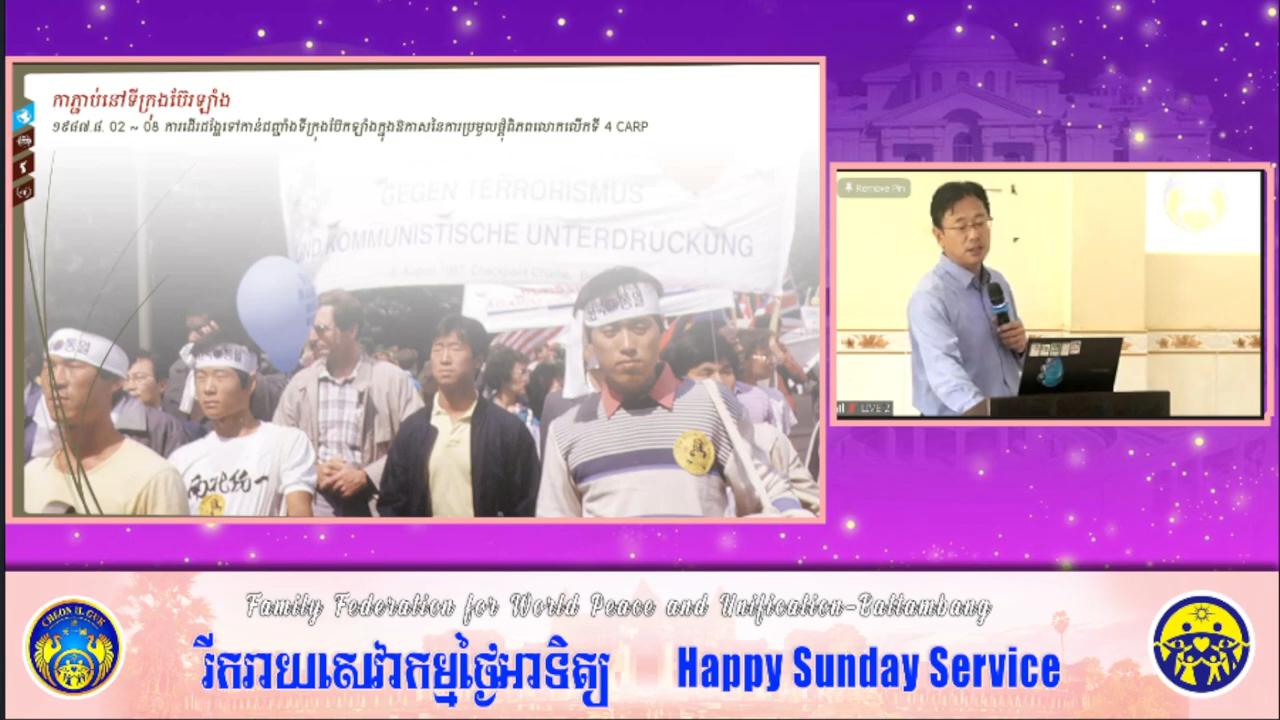 កាភ្ជាប់នៅទីក្រុងប៊ែរឡាំង
១៩៨៧.៨. 02 ~ 08 ការដើរដង្ហែទៅកាន់ជញ្ជាំងទីក្រុងប៊ែកឡាំងក្នុងឱកាសនៃការប្រមូលផ្តុំពិភពលោកលើកទី 4 CARP
GEGEN TERRORISMUS
UND KOMMUNISTISCHE UNTERDRÜCKUNG
August 1987 Checkpoint Charlie,
Remove Pin
LIVE 2
Family Federation for World Peace and Unification-Battambang
រីករាយសេវាកម្មថ្ងៃអាទិត្យ
Happy Sunday Service
CHEON IL GUK